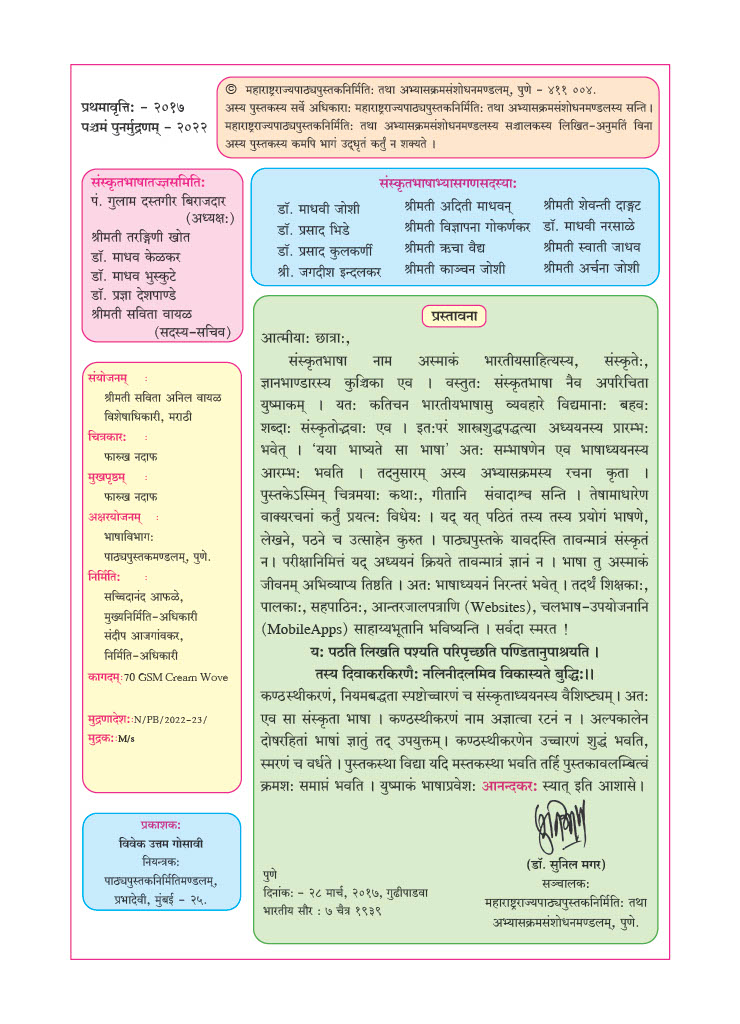 प्रथमावृत्ति: - २०१७
पञ्चमं पुनर्मुद्रणम् - २०२२
© महाराष्ट्रराज्यपाठ्यपुस्तकनिर्मिति: तथा अभ्यासक्रमसंशोधनमण्डलम्, पुणे - ४११ ००४.
अस्य पुस्तकस्य सर्वे अधिकारा: महाराष्ट्रराज्यपाठ्यपुस्तकनिर्मिति: तथा अभ्यासक्रमसंशोधनमण्डलस्य सन्ति ।
महाराष्ट्रराज्यपाठ्यपुस्तकनिर्मिति: तथा अभ्यासक्रमसंशोधनमण्डलस्य सञ्चालकस्य लिखित-अनुमतिं विना
अस्य पुस्तकस्य कमपि भागं उद्धृतं कर्तुं न शक्यते ।
संस्कृतभाषातज्ज्ञसमिति:
पं. गुलाम दस्तगीर बिराजदार
(अध्यक्ष:)
श्रीमती तरङ्गिणी खोत
डॉ. माधव केळकर
डॉ. माधव भुस्कुटे
डॉ. प्रज्ञा देशपाण्डे
श्रीमती सविता वायळ
(सदस्य-सचिव)
संस्कृतभाषाभ्यासगणसदस्या:
डॉ. माधवी जोशी
डॉ. प्रसाद भिडे
डॉ. प्रसाद कुलकर्णी
श्री. जगदीश इन्दलकर
श्रीमती अदिती माधवन्
श्रीमती विज्ञापना गोकर्णकर
श्रीमती ऋचा वैद्य
श्रीमती काञ्चन जोशी
श्रीमती शेवन्ती दाङ्गट
डॉ. माधवी नरसाळे
श्रीमती स्वाती जाधव
श्रीमती अर्चना जोशी
संयोजनम् :
श्रीमती सविता अनिल वायळ
विशेषाधिकारी, मराठी
चित्रकार: :
फारुख नदाफ
मुखपृष्ठम् :
फारुख नदाफ
अक्षरयोजनम् :
भाषाविभाग:
पाठ्यपुस्तकमण्डलम्, पुणे.
निर्मिति: :
सच्चिदानंद आफळे,
मुख्यनिर्मिति-अधिकारी
संदीप आजगांवकर,
निर्मिति-अधिकारी
कागदम्:70 GSM Cream Wove
मुद्रणादेश:N/PB/2022-23/
मुद्रक::M/s
प्रकाशक:
विवेक उत्तम गोसावी
नियन्त्रक:
पाठ्यपुस्तकनिर्मितिमण्डलम्,
प्रभादेवी, मुंबई - २५.
प्रस्तावना
आत्मीया: छात्रा:,
संस्कृतभाषा नाम अस्माकं भारतीयसाहित्यस्य, संस्कृते:,
ज्ञानभाण्डारस्य कुञ्चिका एव । वस्तुत: संस्कृतभाषा नैव अपरिचिता
युष्माकम् । यत: कतिचन भारतीयभाषासु व्यवहारे विद्यमाना: बहव:
शब्दा: संस्कृतोद्भवा: एव । इत:परं शास्त्रशुद्धपद्धत्या अध्ययनस्य प्रारम्भ:
भवेत् । 'यया भाष्यते सा भाषा' अत: सम्भाषणेन एव भाषाध्ययनस्य
आरम्भ: भवति । तदनुसारम् अस्य अभ्यासक्रमस्य रचना कृता ।
पुस्तकेऽस्मिन् चित्रमया: कथा:, गीतानि संवादाश्च सन्ति । तेषामाधारेण
वाक्यरचनां कर्तुं प्रयत्न: विधेय: । यद् यत् पठितं तस्य तस्य प्रयोगं भाषणे,
लेखने, पठने च उत्साहेन कुरुत । पाठ्यपुस्तके यावदस्ति तावन्मात्रं संस्कृतं
न। परीक्षानिमित्तं यद् अध्ययनं क्रियते तावन्मात्रं ज्ञानं न । भाषा तु अस्माकं
जीवनम् अभिव्याप्य तिष्ठति । अत: भाषाध्ययनं निरन्तरं भवेत् । तदर्थं शिक्षका:,
पालका:, सहपाठिन:, आन्तरजालपत्राणि (Websites), चलभाष-उपयोजनानि
(MobileApps) साहाय्यभूतानि भविष्यन्ति । सर्वदा स्मरत !
य: पठति लिखति पश्यति परिपृच्छति पण्डितानुपाश्रयति ।
तस्य दिवाकरकिरणै: नलिनीदलमिव विकास्यते बुद्धि:।।
कण्ठस्थीकरणं, नियमबद्धता स्पष्टोच्चारणं च संस्कृताध्ययनस्य वैशिष्ट्यम् । अत:
एव सा संस्कृता भाषा । कण्ठस्थीकरणं नाम अज्ञात्वा रटनं न । अल्पकालेन
दोषरहितां भाषां ज्ञातुं तद् उपयुक्तम्। कण्ठस्थीकरणेन उच्चारणं शुद्धं भवति,
स्मरणं च वर्धते । पुस्तकस्था विद्या यदि मस्तकस्था भवति तर्हि पुस्तकावलम्बित्वं
क्रमश: समाप्तं भवति । युष्माकं भाषाप्रवेश: आनन्दकर: स्यात् इति आशासे।
(डॉ. सुनिल मगर)
सञ्चालक:
महाराष्ट्रराज्यपाठ्यपुस्तकनिर्मिति: तथा
अभ्यासक्रमसंशोधनमण्डलम्, पुणे.
पुणे
दिनांक: - २८ मार्च, २०१७, गुढीपाडवा
भारतीय सौर : ७ चैत्र १९३९